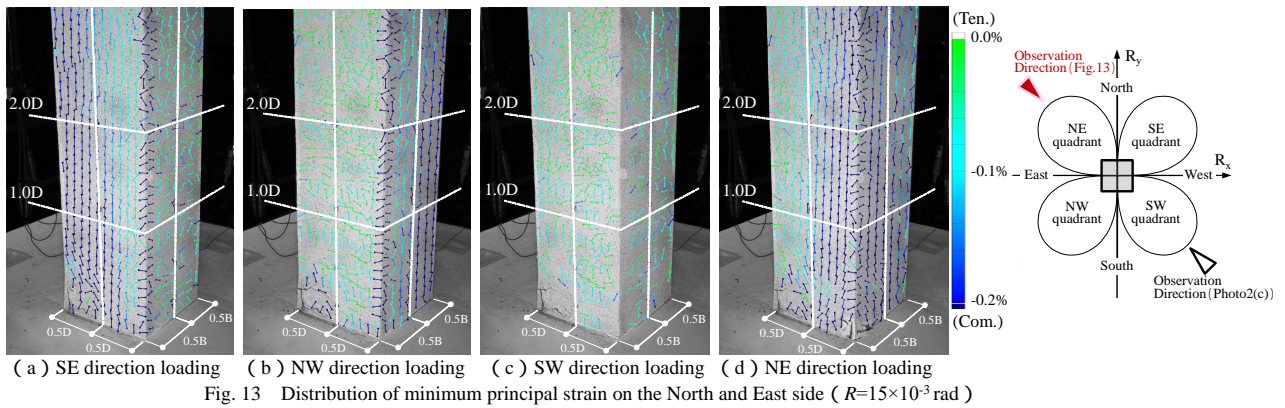 2.0D
1.0D
0.5D
0.5D
0.5B
0.5B
( a ) SE direction loading
2.0D
1.0D
0.5D
0.5D
0.5B
0.5B
( b ) NW direction loading
2.0D
1.0D
0.5D
0.5D
0.5B
0.5B
( c ) SW direction loading
2.0D
1.0D
0.5D
0.5D
0.5B
0.5B
( d ) NE direction loading
(Ten.)
0.0%
-0.1%
-0.2%
(Com.)
Observation
Direction(Fig.13)
Ry
North
NE
quadrant
SE
quadrant
Rx
East
West
NW
quadrant
SW
quadrant
South
Observation
Direction(Photo2(c))
Fig. 13 Distribution of minimum principal strain on the North and East side ( R=15×10⁻³ rad )